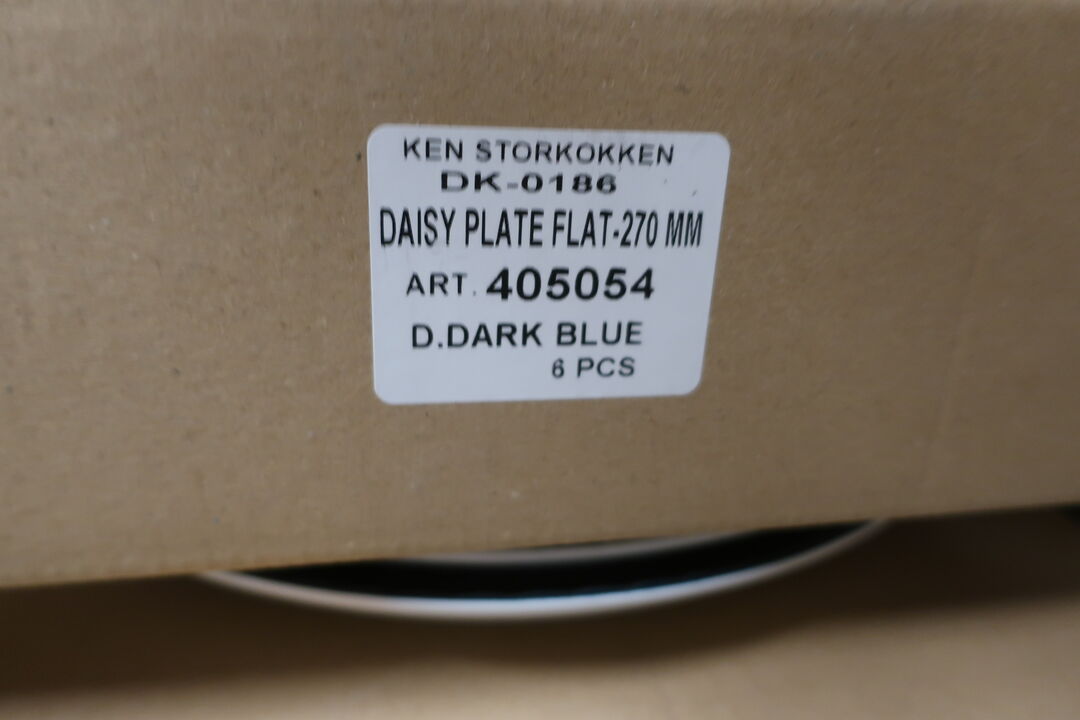 KEN STORKOKKEN
DK-0186
DAISY PLATE FLAT-270 MM
ART. 405054
D.DARK BLUE
6 PCS